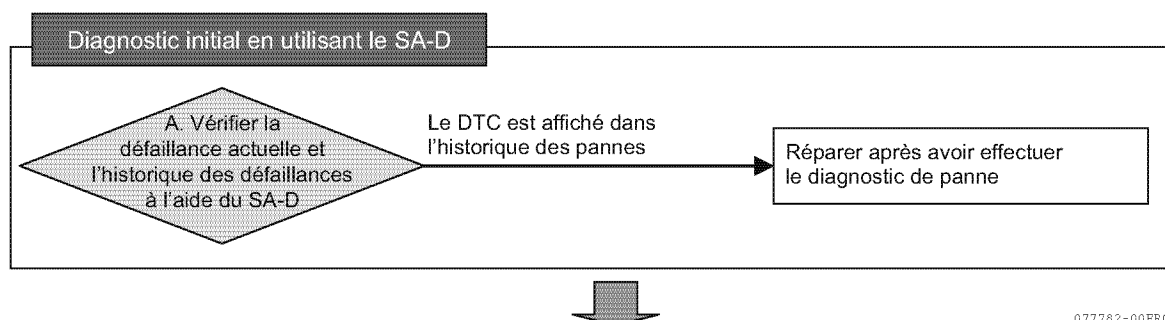 Diagnostic initial en utilisant le SA-D
A. Vérifier la
défaillance actuelle et
l'historique des défaillances
à l'aide du SA-D
Le DTC est affiché dans
l'historique des pannes
Réparer après avoir effectuer
le diagnostic de panne